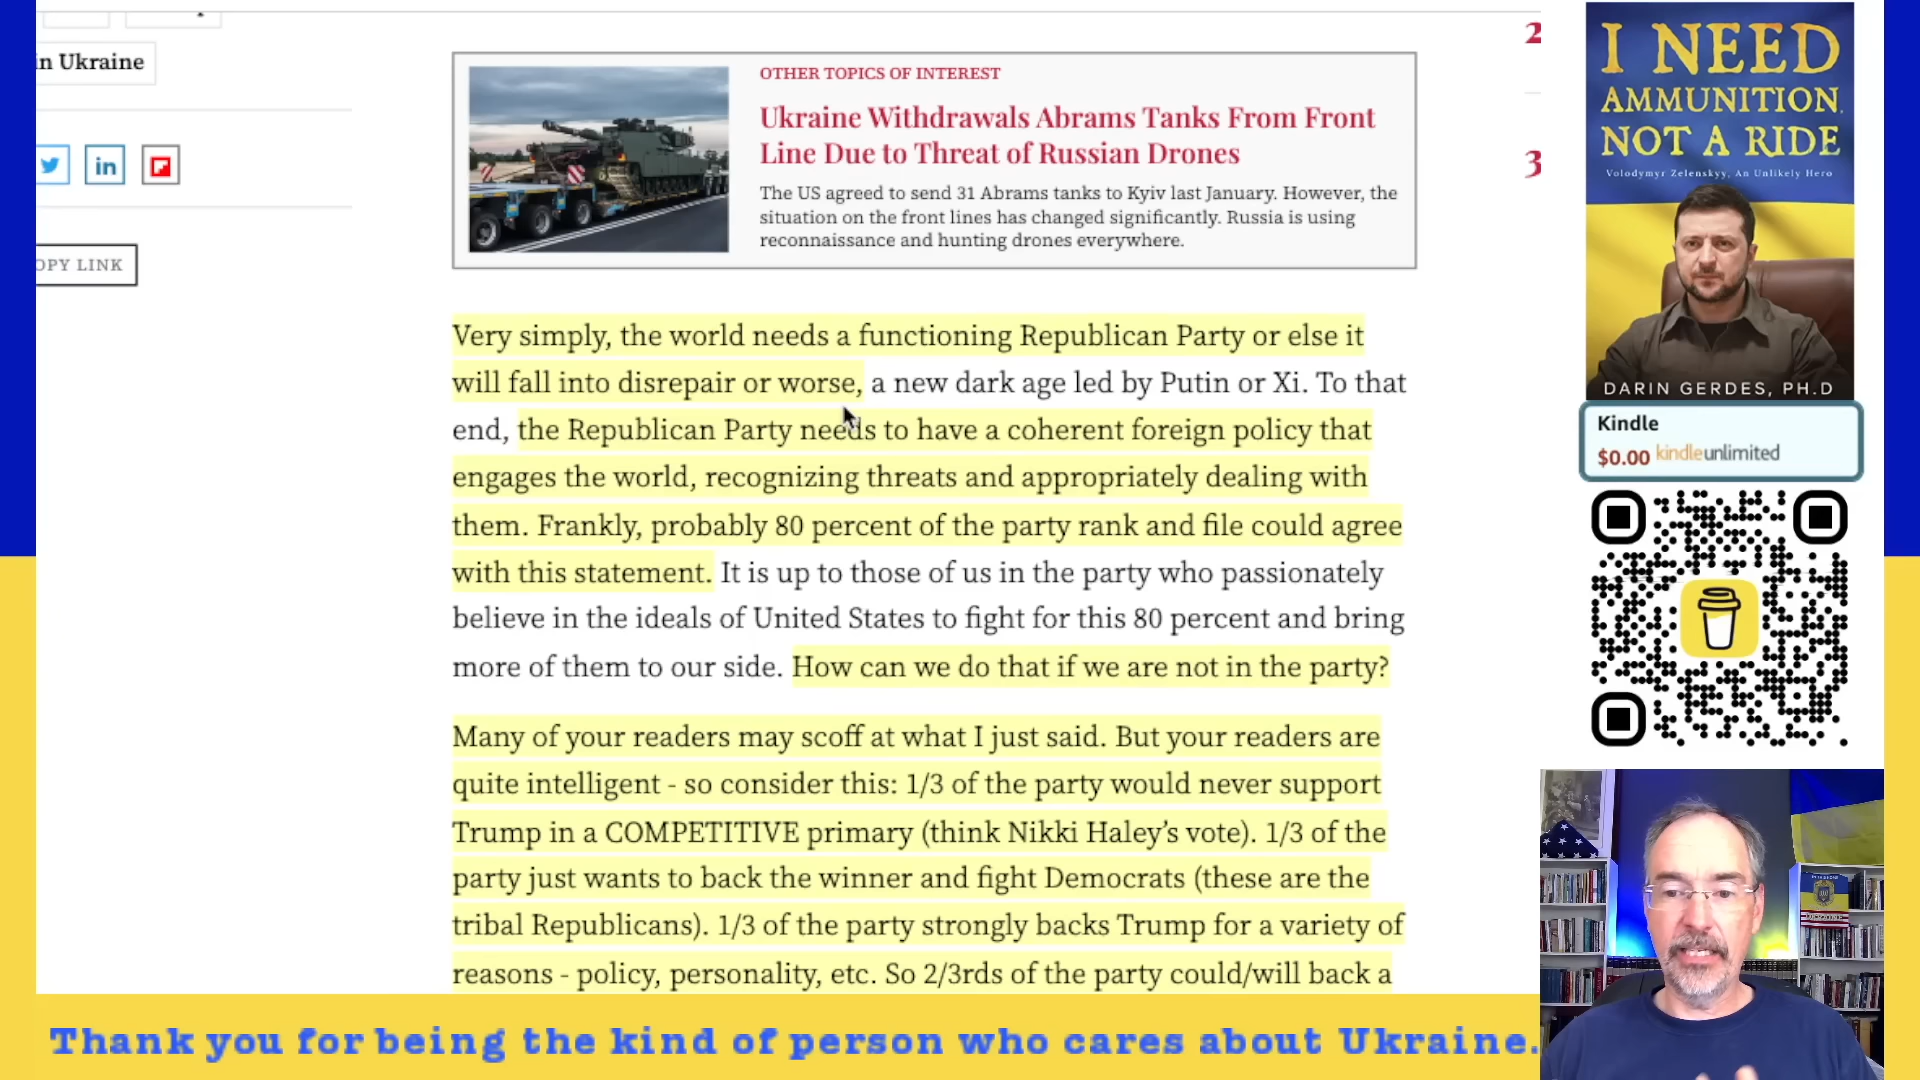 in Ukraine
in
OPY LINK
OTHER TOPICS OF INTEREST
Ukraine Withdrawals Abrams Tanks From Front
Line Due to Threat of Russian Drones
The US agreed to send 31 Abrams tanks to Kyiv last January. However, the
situation on the front lines has changed significantly. Russia is using
reconnaissance and hunting drones everywhere.
2
3
Very simply, the world needs a functioning Republican Party or else it
will fall into disrepair or worse, a new dark age led by Putin or Xi. To that
end, the Republican Party needs to have a coherent foreign policy that
engages the world, recognizing threats and appropriately dealing with
them. Frankly, probably 80 percent of the party rank and file could agree
with this statement. It is up to those of us in the party who passionately
believe in the ideals of United States to fight for this 80 percent and bring
more of them to our side. How can we do that if we are not in the party?
Many of your readers may scoff at what I just said. But your readers are
quite intelligent - so consider this: 1/3 of the party would never support
Trump in a COMPETITIVE primary (think Nikki Haley's vote). 1/3 of the
party just wants to back the winner and fight Democrats (these are the
tribal Republicans). 1/3 of the party strongly backs Trump for a variety of
reasons - policy, personality, etc. So 2/3rds of the party could/will back a
I NEED
AMMUNITION,
NOT A RIDE
Volodymyr Zelenskyy, An Unlikely Hero
DARIN GERDES, PH.D
Kindle
$0.00 kindleunlimited
Thank you for being the kind of person who cares about Ukraine.